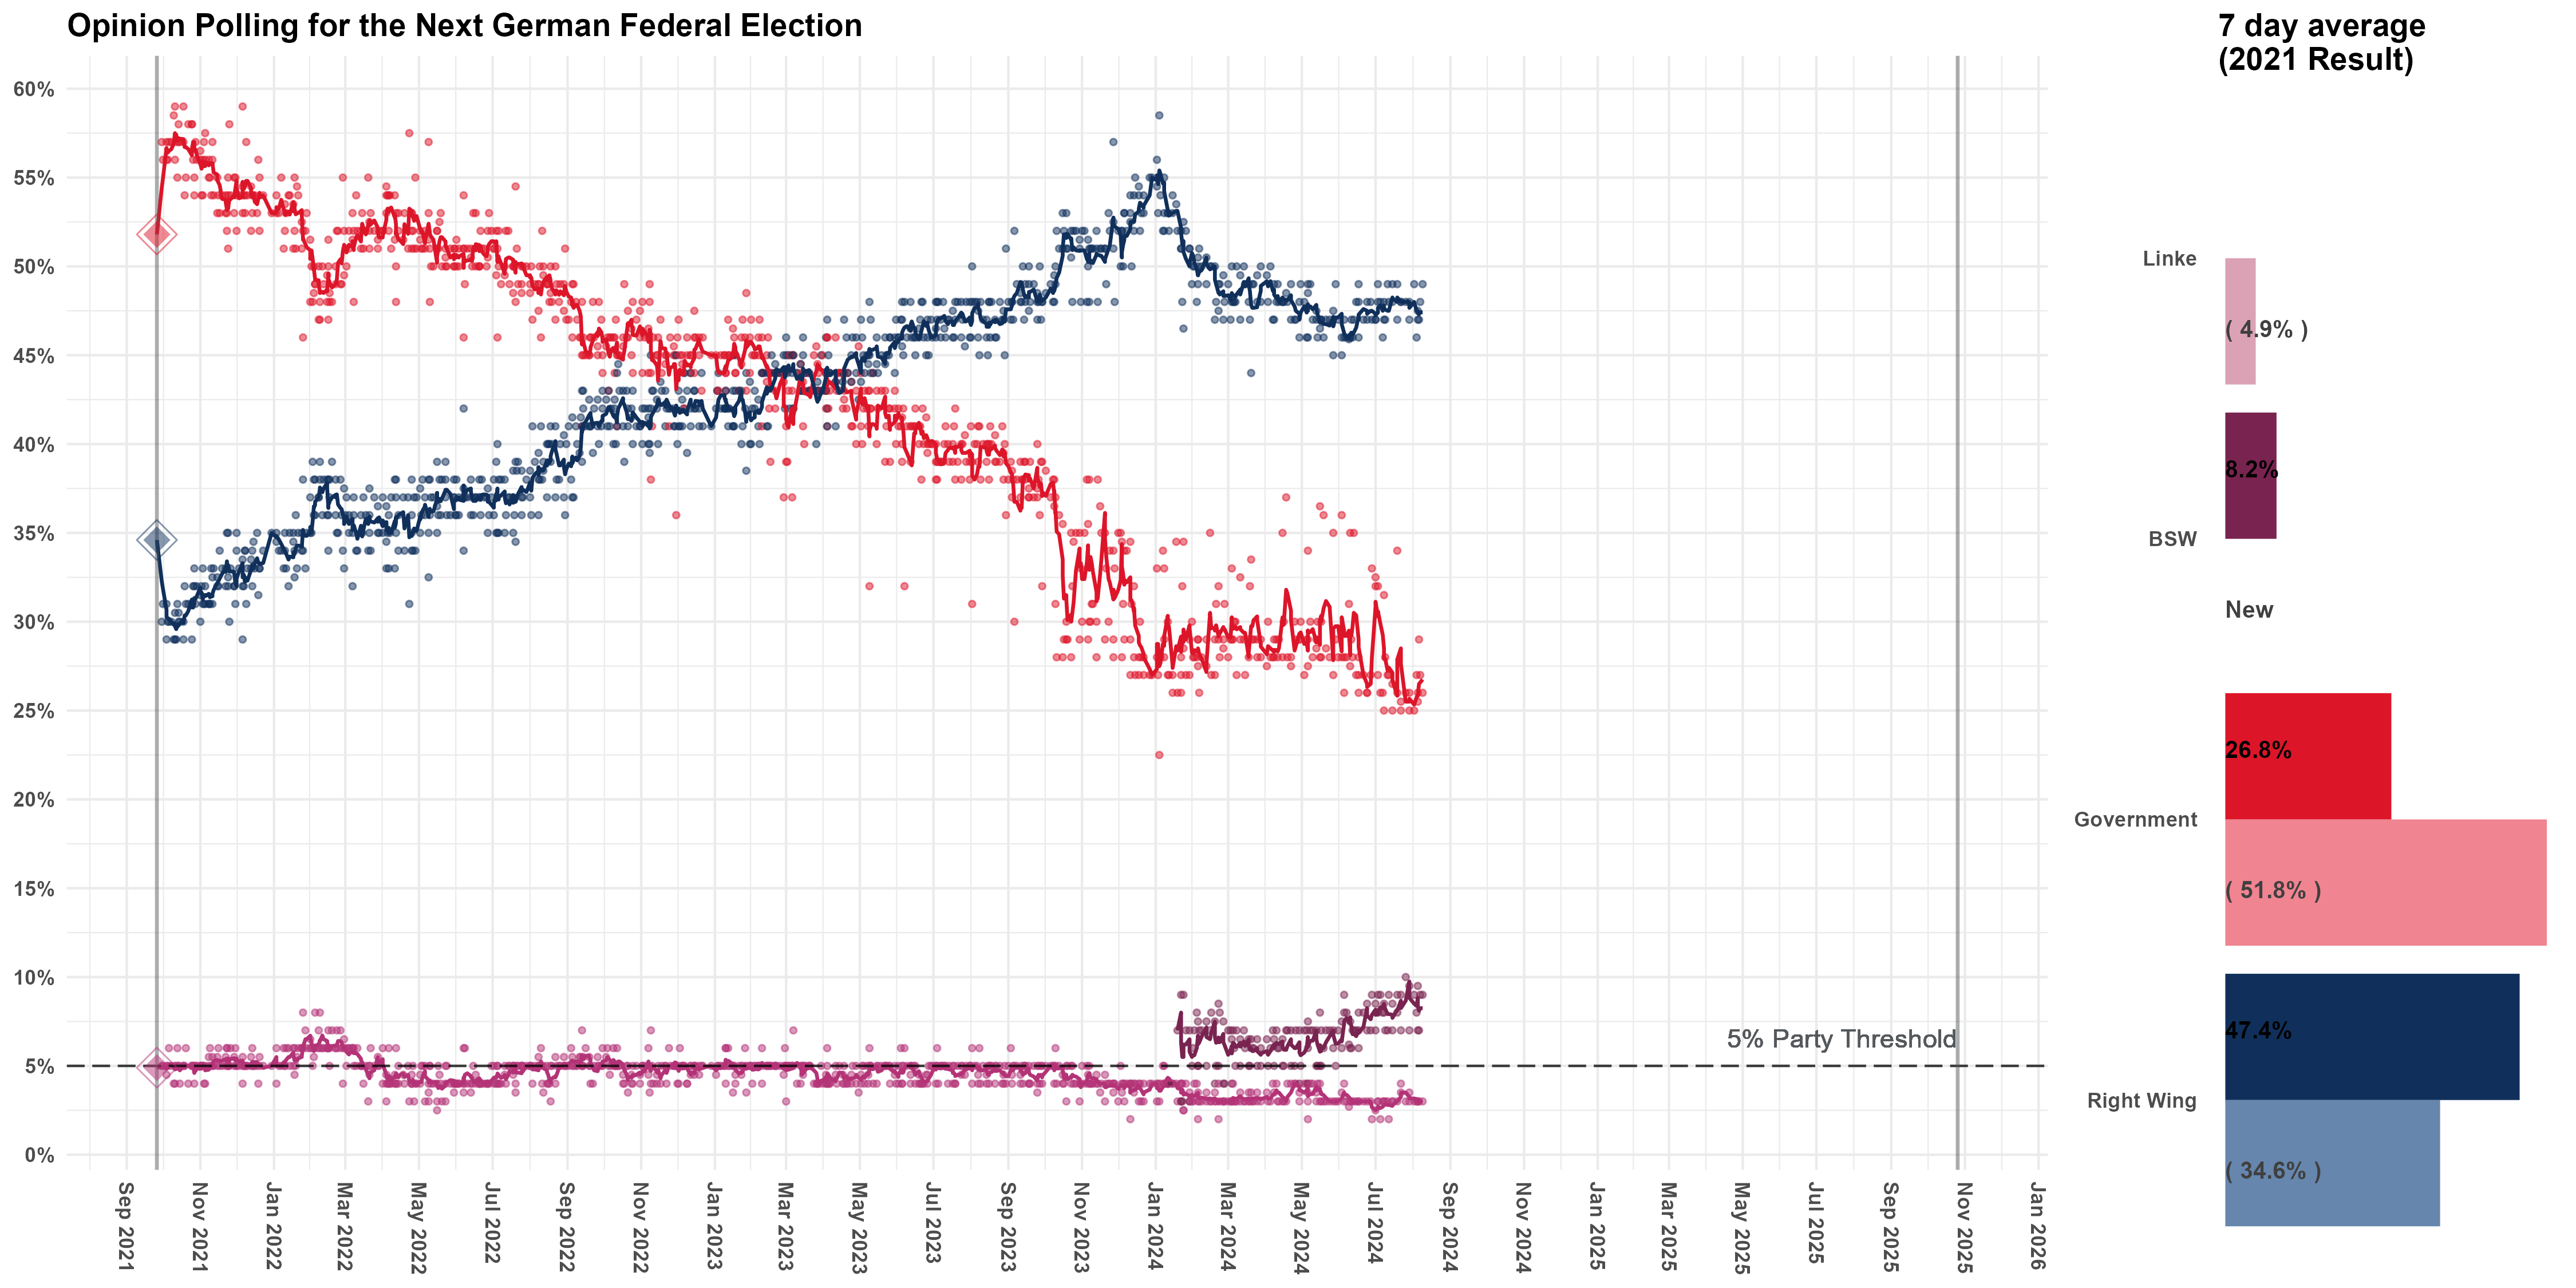 Opinion Polling for the Next German Federal Election
7 day average
(2021 Result)
60%
55%
50%
45%
40%
35%
30%
25%
20%
15%
10%
5%
0%
5% Party Threshold
Sep 2021
Nov 2021
Jan 2022
Mar 2022
May 2022
Jul 2022
Sep 2022
Nov 2022
Jan 2023
Mar 2023
May 2023
Jul 2023
Sep 2023
Nov 2023
Jan 2024
Mar 2024
May 2024
Jul 2024
Sep 2024
Nov 2024
Jan 2025
Mar 2025
May 2025
Jul 2025
Sep 2025
Nov 2025
Jan 2026
Linke
( 4.9% )
8.2%
BSW
New
26.8%
Government
( 51.8% )
47.4%
Right Wing
( 34.6% )